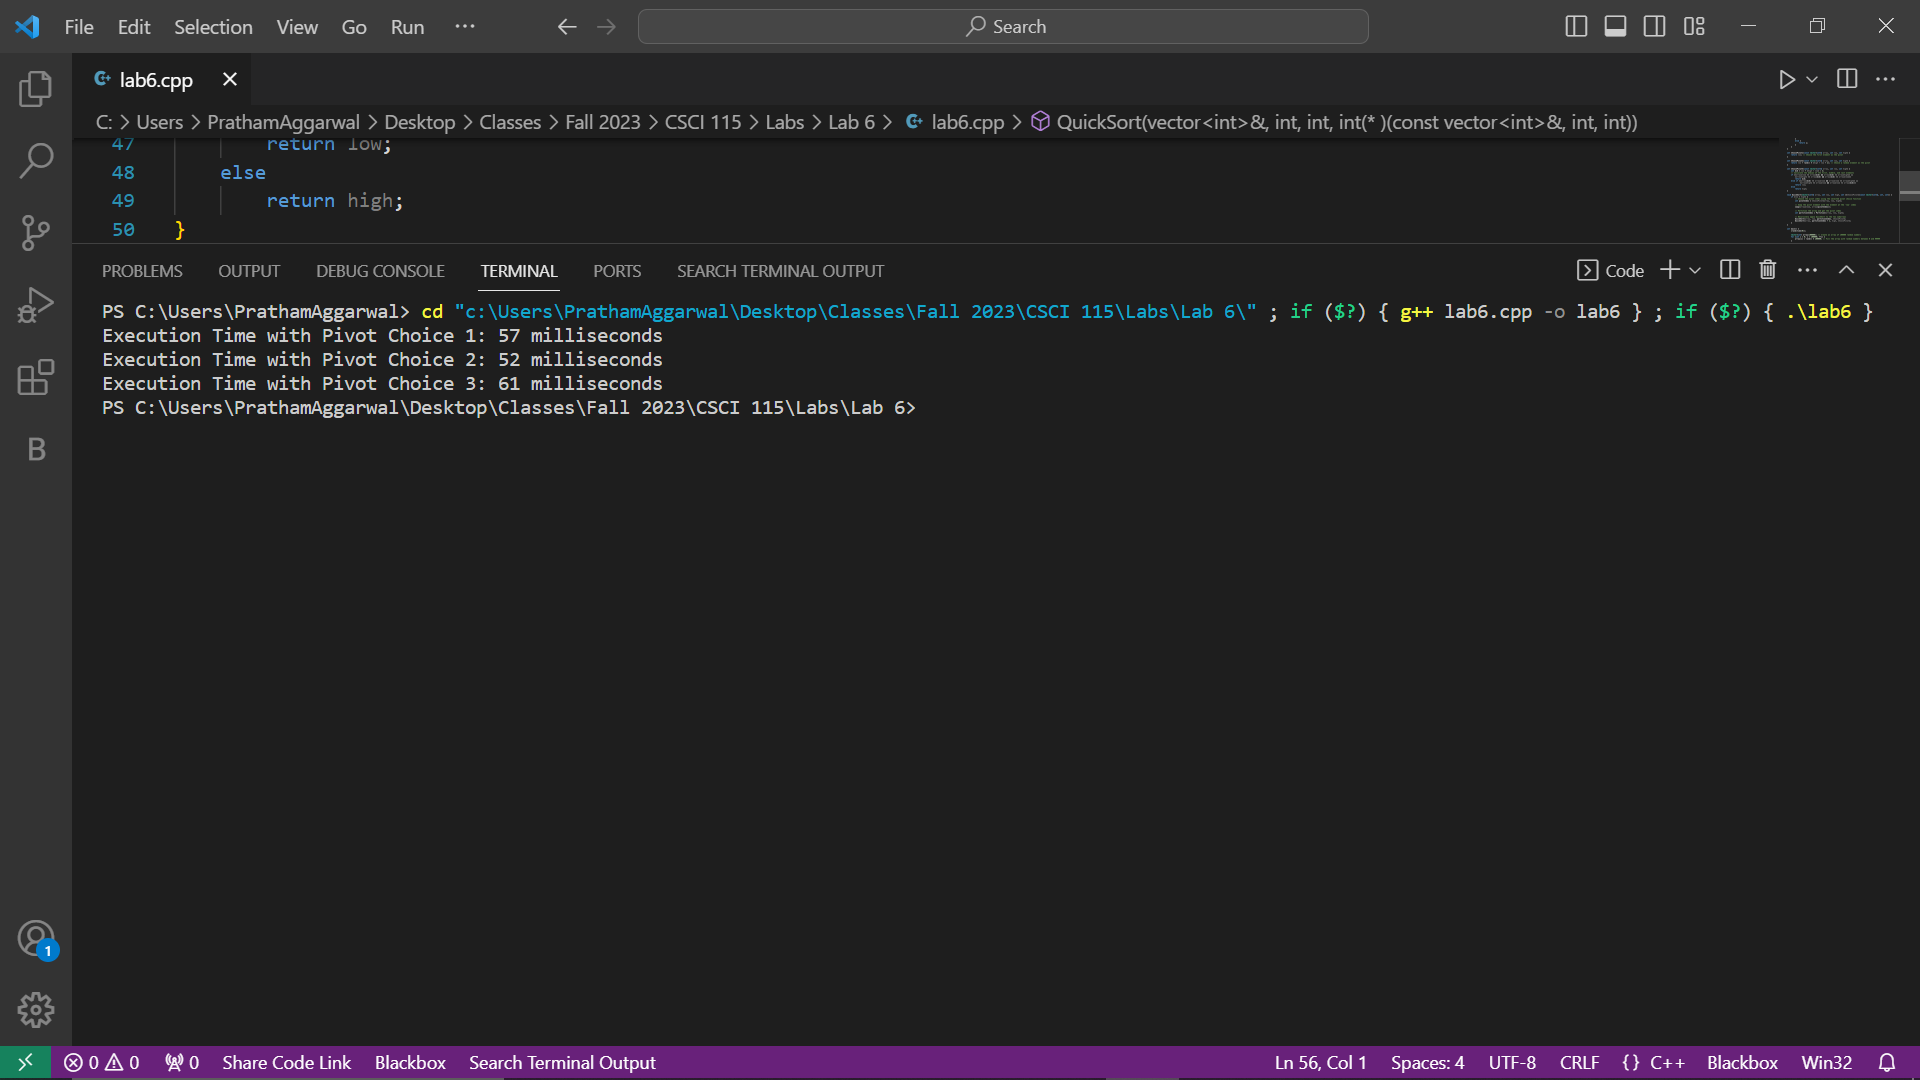 File Edit Selection View Go Run ··· Search
lab6.cpp
C: > Users > PrathamAggarwal > Desktop > Classes > Fall 2023 > CSCI 115 > Labs > Lab 6 > lab6.cpp > QuickSort(vector<int>&, int, int, int(* )(const vector<int>&, int, int))
47 return low;
48 else
49 return high;
50 }
PROBLEMS OUTPUT DEBUG CONSOLE TERMINAL PORTS SEARCH TERMINAL OUTPUT Code
PS C:\Users\PrathamAggarwal> cd "c:\Users\PrathamAggarwal\Desktop\Classes\Fall 2023\CSCI 115\Labs\Lab 6\" ; if ($?) { g++ lab6.cpp -o lab6 } ; if ($?) { .\lab6 }
Execution Time with Pivot Choice 1: 57 milliseconds
Execution Time with Pivot Choice 2: 52 milliseconds
Execution Time with Pivot Choice 3: 61 milliseconds
PS C:\Users\PrathamAggarwal\Desktop\Classes\Fall 2023\CSCI 115\Labs\Lab 6>
B
1
0 0 0 Share Code Link Blackbox Search Terminal Output Ln 56, Col 1 Spaces: 4 UTF-8 CRLF {} C++ Blackbox Win32